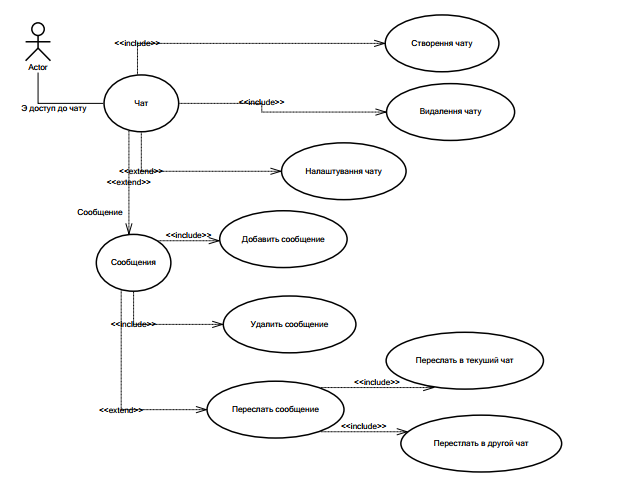 <<include>>
Створення чату
Actor
Э доступ до чату
Чат
<<include>>
Видалення чату
<<extend>>
Налаштування чату
<<extend>>
Сообщение
<<include>>
Добавить сообщение
Сообщения
<<include>>
Удалить сообщение
Переслать в текуший чат
<<include>>
<<extend>>
Переслать сообщение
<<include>>
Перестлать в другой чат